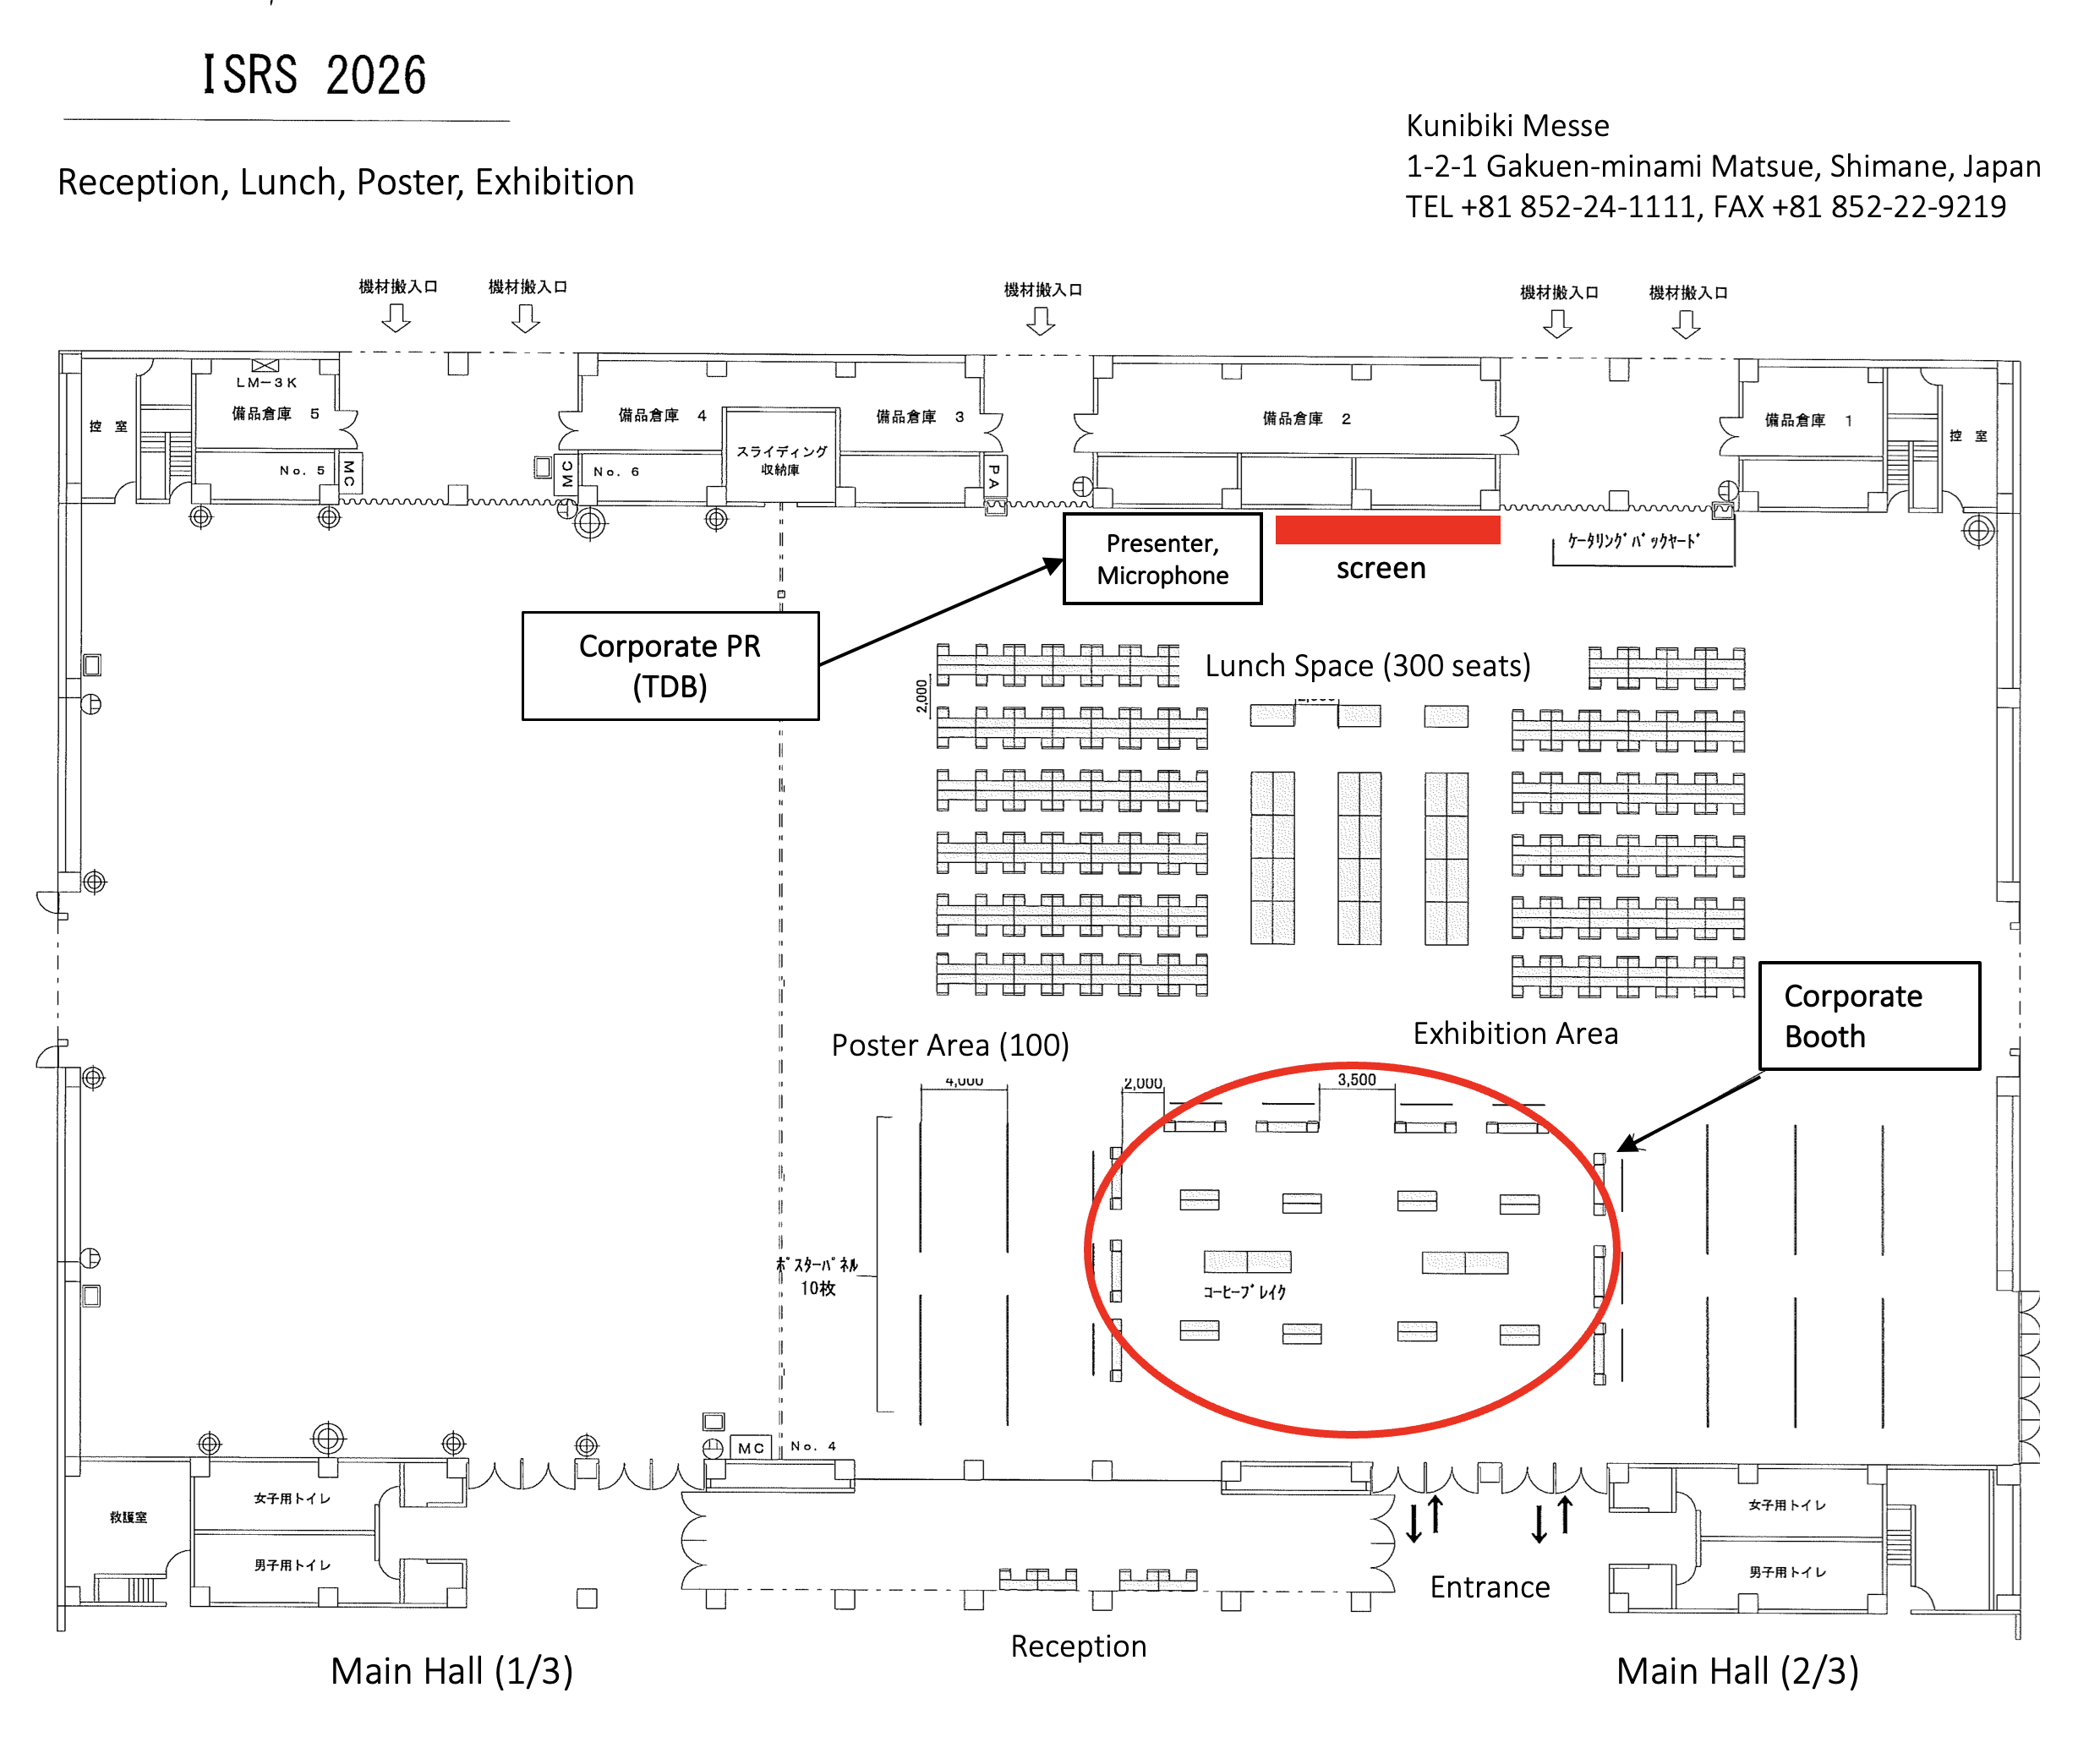 ISRS 2026
Reception, Lunch, Poster, Exhibition
Kunibiki Messe
1-2-1 Gakuen-minami Matsue, Shimane, Japan
TEL +81 852-24-1111, FAX +81 852-22-9219
機材搬入口
機材搬入口
機材搬入口
機材搬入口
機材搬入口
控 室
LM-3K
備品倉庫 5
No. 5
MC
MC
備品倉庫 4
No. 6
スライディング
収納庫
備品倉庫 3
PA
備品倉庫 2
備品倉庫 1
控 室
Presenter,
Microphone
screen
ケータリングバックヤード
Corporate PR
(TDB)
Lunch Space (300 seats)
2,000
Corporate
Booth
Poster Area (100)
Exhibition Area
4,000
2,000
3,500
ポスターパネル
10枚
コーヒーブレイク
MC
No. 4
救護室
女子用トイレ
男子用トイレ
女子用トイレ
男子用トイレ
Entrance
Reception
Main Hall (1/3)
Main Hall (2/3)